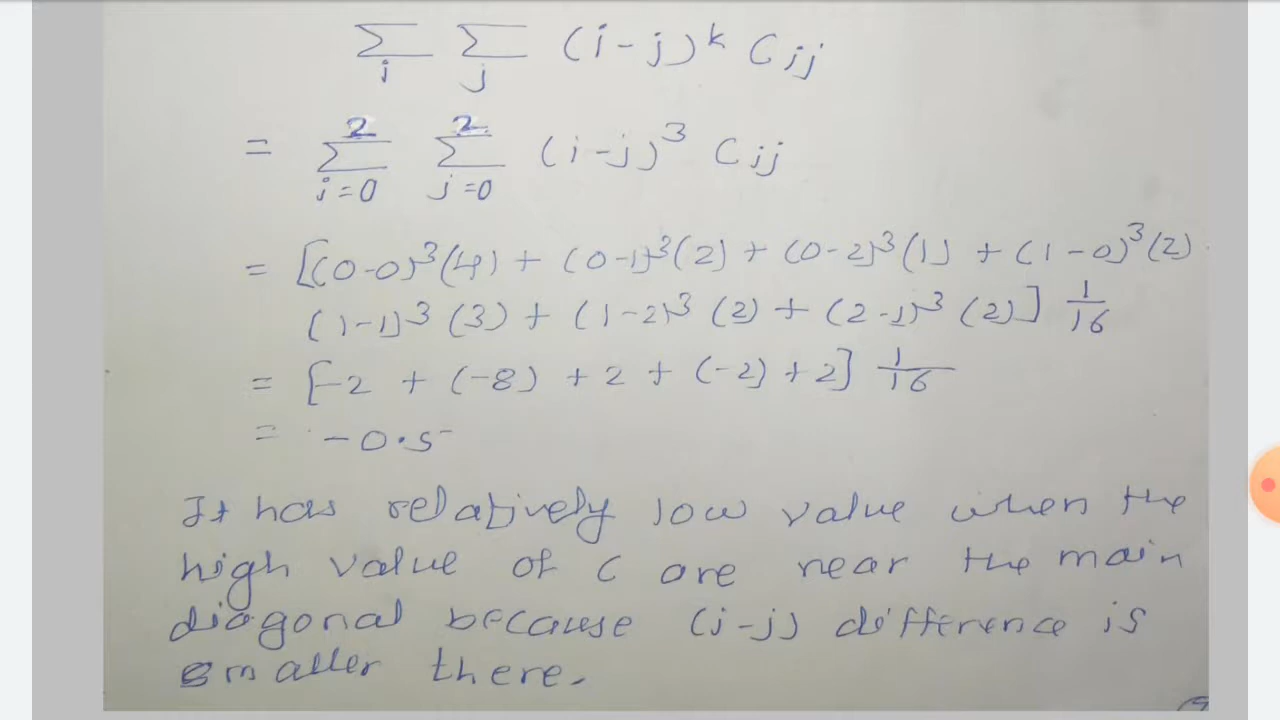 Σ Σ (i-j)^k Cij
i j
= Σ_{i=0}^{2} Σ_{j=0}^{2} (i-j)^3 Cij
= [(0-0)^3(4) + (0-1)^3(2) + (0-2)^3(1) + (1-0)^3(2)
(1-1)^3 (3) + (1-2)^3 (2) + (2-1)^3 (2)] 1/16
= [-2 + (-8) + 2 + (-2) + 2] 1/16
= -0.5
It has relatively low value when the
high value of C are near the main
diagonal because (i-j) difference is
smaller there.